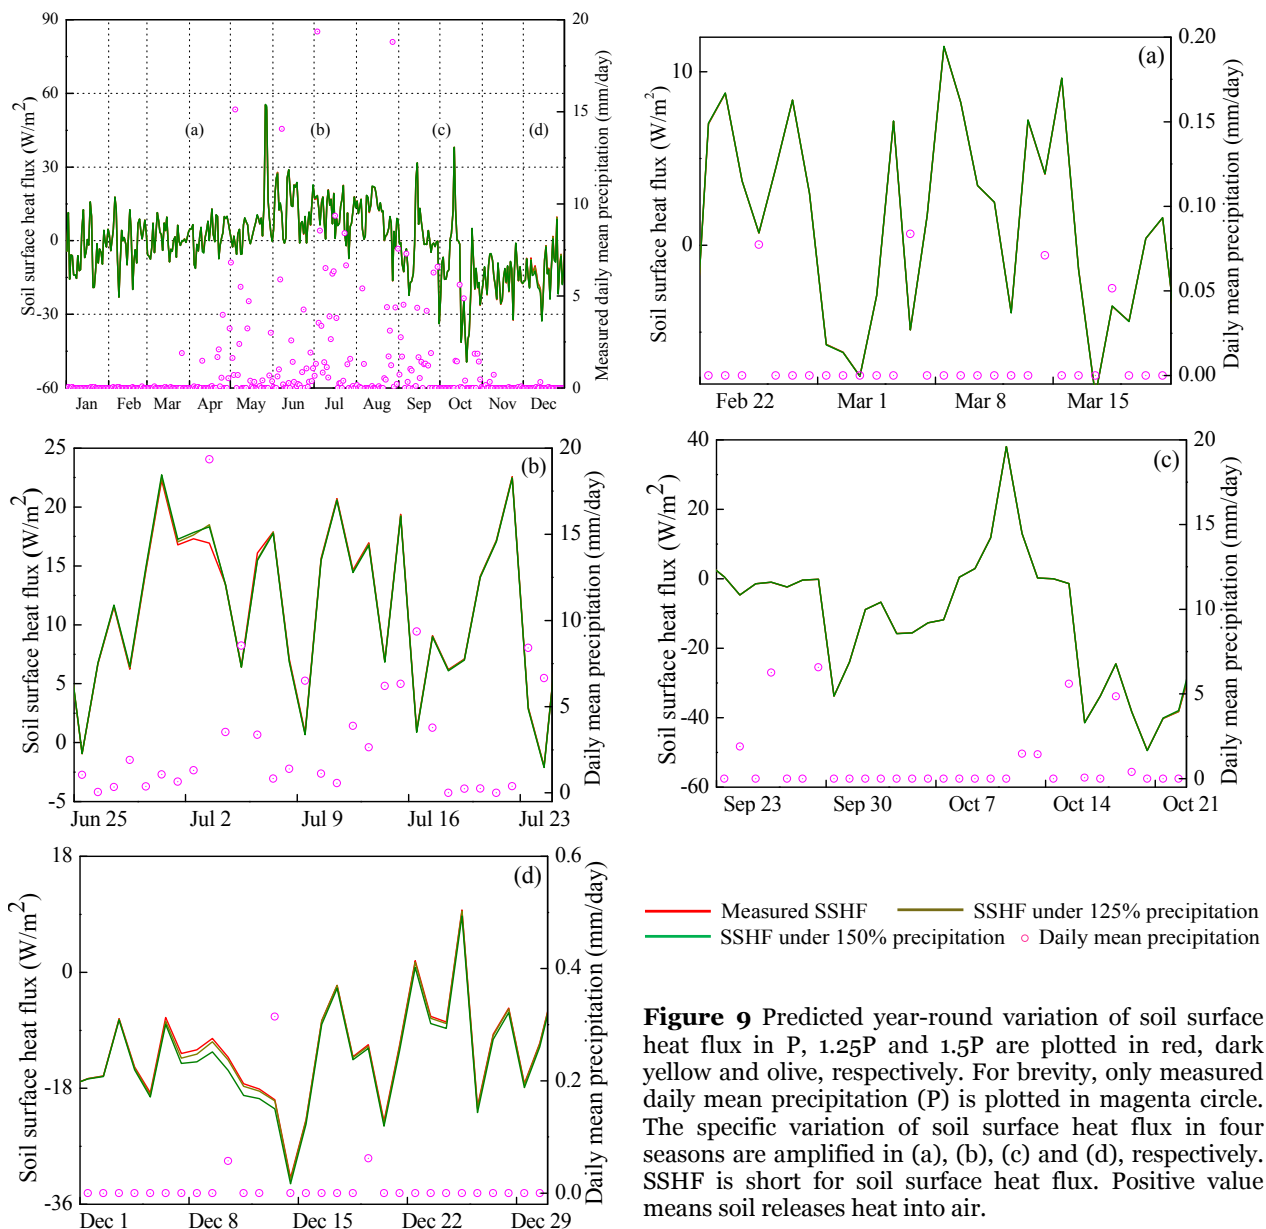 90
60
30
0
-30
-60
Soil surface heat flux (W/m²)
(a)
(b)
(c)
(d)
20
15
10
5
0
Measured daily mean precipitation (mm/day)
Jan Feb Mar Apr May Jun Jul Aug Sep Oct Nov Dec
(a)
10
0
Soil surface heat flux (W/m²)
0.20
0.15
0.10
0.05
0.00
Daily mean precipitation (mm/day)
Feb 22 Mar 1 Mar 8 Mar 15
(b)
25
20
15
10
5
0
-5
Soil surface heat flux (W/m²)
20
15
10
5
0
Daily mean precipitation (mm/day)
Jun 25 Jul 2 Jul 9 Jul 16 Jul 23
(c)
40
20
0
-20
-40
-60
Soil surface heat flux (W/m²)
20
15
10
5
0
Daily mean precipitation (mm/day)
Sep 23 Sep 30 Oct 7 Oct 14 Oct 21
(d)
18
0
-18
-36
Soil surface heat flux (W/m²)
0.6
0.4
0.2
0.0
Daily mean precipitation (mm/day)
Dec 1 Dec 8 Dec 15 Dec 22 Dec 29
Measured SSHF SSHF under 125% precipitation
SSHF under 150% precipitation Daily mean precipitation
Figure 9 Predicted year-round variation of soil surface
heat flux in P, 1.25P and 1.5P are plotted in red, dark
yellow and olive, respectively. For brevity, only measured
daily mean precipitation (P) is plotted in magenta circle.
The specific variation of soil surface heat flux in four
seasons are amplified in (a), (b), (c) and (d), respectively.
SSHF is short for soil surface heat flux. Positive value
means soil releases heat into air.